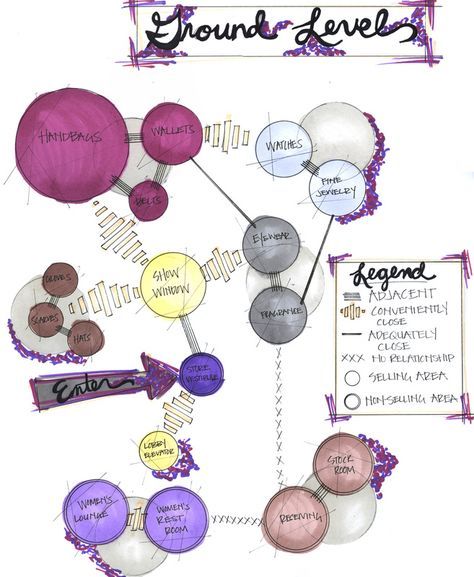 Ground Levels
HANDBAGS
WALLETS
BELTS
WATCHES
FINE
JEWELRY
EYEWEAR
FRAGRANCE
SHOW
WINDOW
GLOVES
SCARVES
HATS
Enter
STORE
VESTIBULE
LOBBY
ELEVATOR
WOMEN'S
LOUNGE
WOMEN'S
REST
ROOM
RECEIVING
STOCK
ROOM
Legend
ADJACENT
CONVENIENTLY
CLOSE
ADEQUATELY
CLOSE
XXX NO RELATIONSHIP
SELLING AREA
NON-SELLING AREA